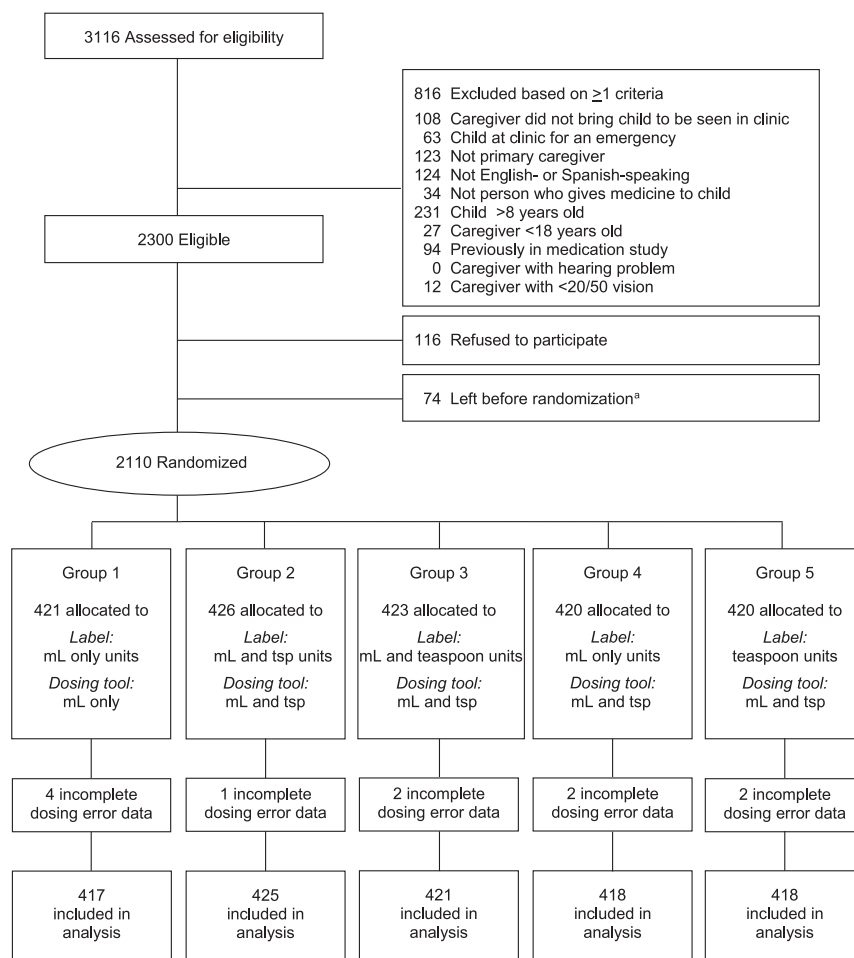 3116 Assessed for eligibility
816 Excluded based on ≥1 criteria
108 Caregiver did not bring child to be seen in clinic
63 Child at clinic for an emergency
123 Not primary caregiver
124 Not English- or Spanish-speaking
34 Not person who gives medicine to child
231 Child >8 years old
27 Caregiver <18 years old
94 Previously in medication study
0 Caregiver with hearing problem
12 Caregiver with <20/50 vision
2300 Eligible
116 Refused to participate
74 Left before randomizationᵃ
2110 Randomized
Group 1
421 allocated to
Label:
mL only units
Dosing tool:
mL only
Group 2
426 allocated to
Label:
mL and tsp units
Dosing tool:
mL and tsp
Group 3
423 allocated to
Label:
mL and teaspoon units
Dosing tool:
mL and tsp
Group 4
420 allocated to
Label:
mL only units
Dosing tool:
mL and tsp
Group 5
420 allocated to
Label:
teaspoon units
Dosing tool:
mL and tsp
4 incomplete
dosing error data
1 incomplete
dosing error data
2 incomplete
dosing error data
2 incomplete
dosing error data
2 incomplete
dosing error data
417
included in
analysis
425
included in
analysis
421
included in
analysis
418
included in
analysis
418
included in
analysis